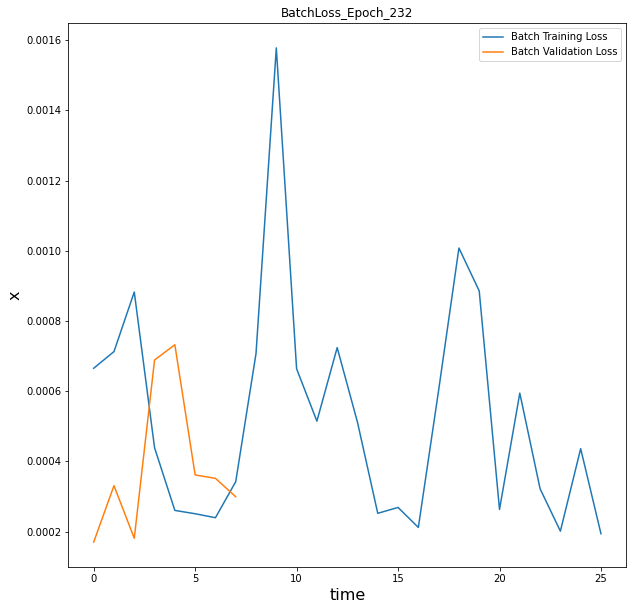 BatchLoss_Epoch_232
Batch Training Loss
Batch Validation Loss
0.0016
0.0014
0.0012
0.0010
0.0008
0.0006
0.0004
0.0002
x
0 5 10 15 20 25
time